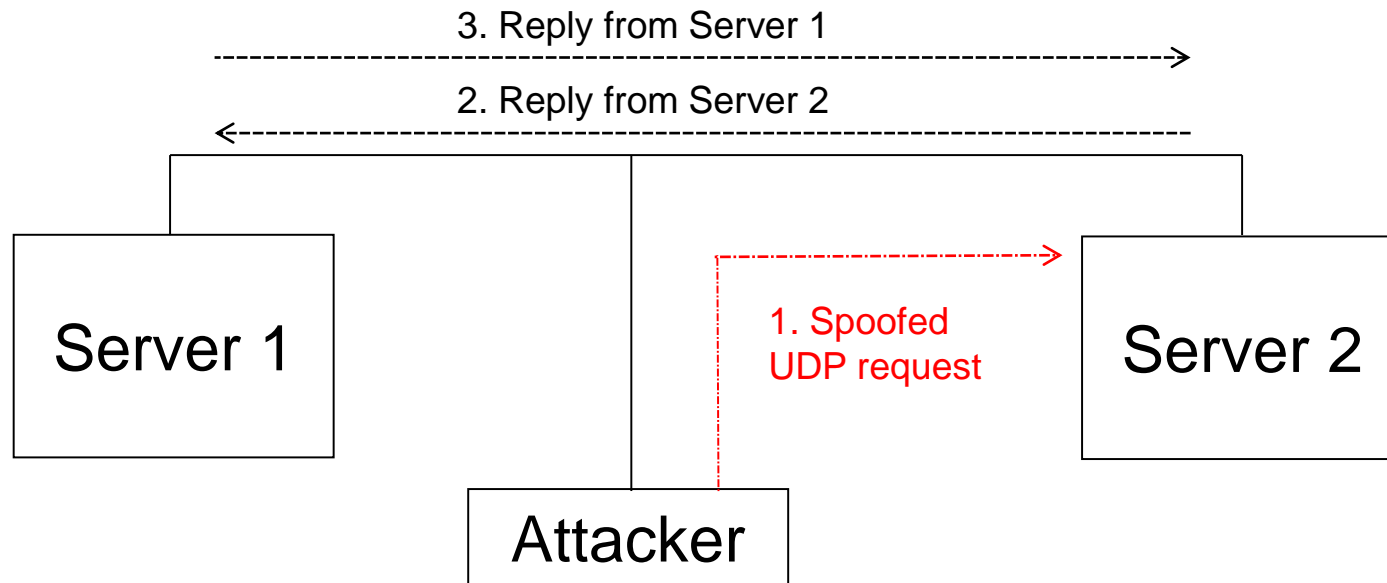 3. Reply from Server 1
2. Reply from Server 2
Server 1
1. Spoofed
UDP request
Server 2
Attacker